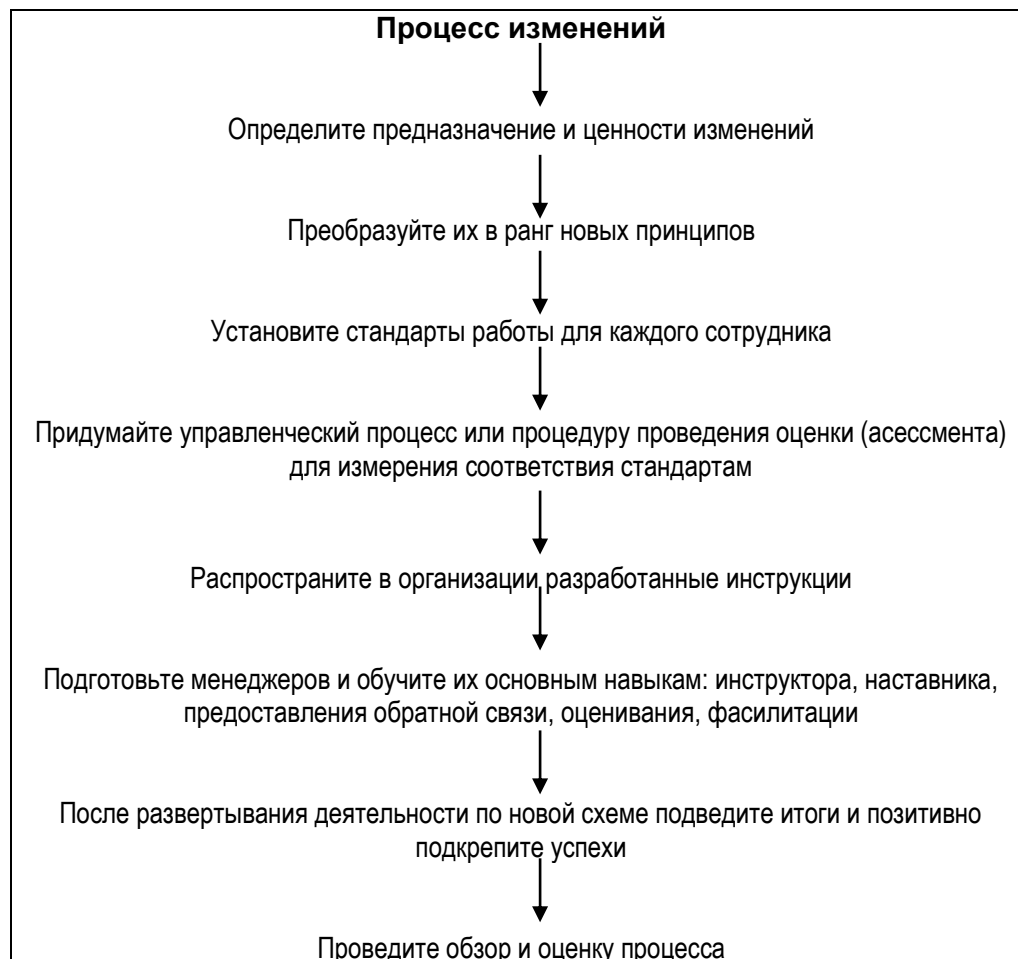 Процесс изменений
Определите предназначение и ценности изменений
Преобразуйте их в ранг новых принципов
Установите стандарты работы для каждого сотрудника
Придумайте управленческий процесс или процедуру проведения оценки (асессмента)
для измерения соответствия стандартам
Распространите в организации разработанные инструкции
Подготовьте менеджеров и обучите их основным навыкам: инструктора, наставника,
предоставления обратной связи, оценивания, фасилитации
После развертывания деятельности по новой схеме подведите итоги и позитивно
подкрепите успехи
Проведите обзор и оценку процесса